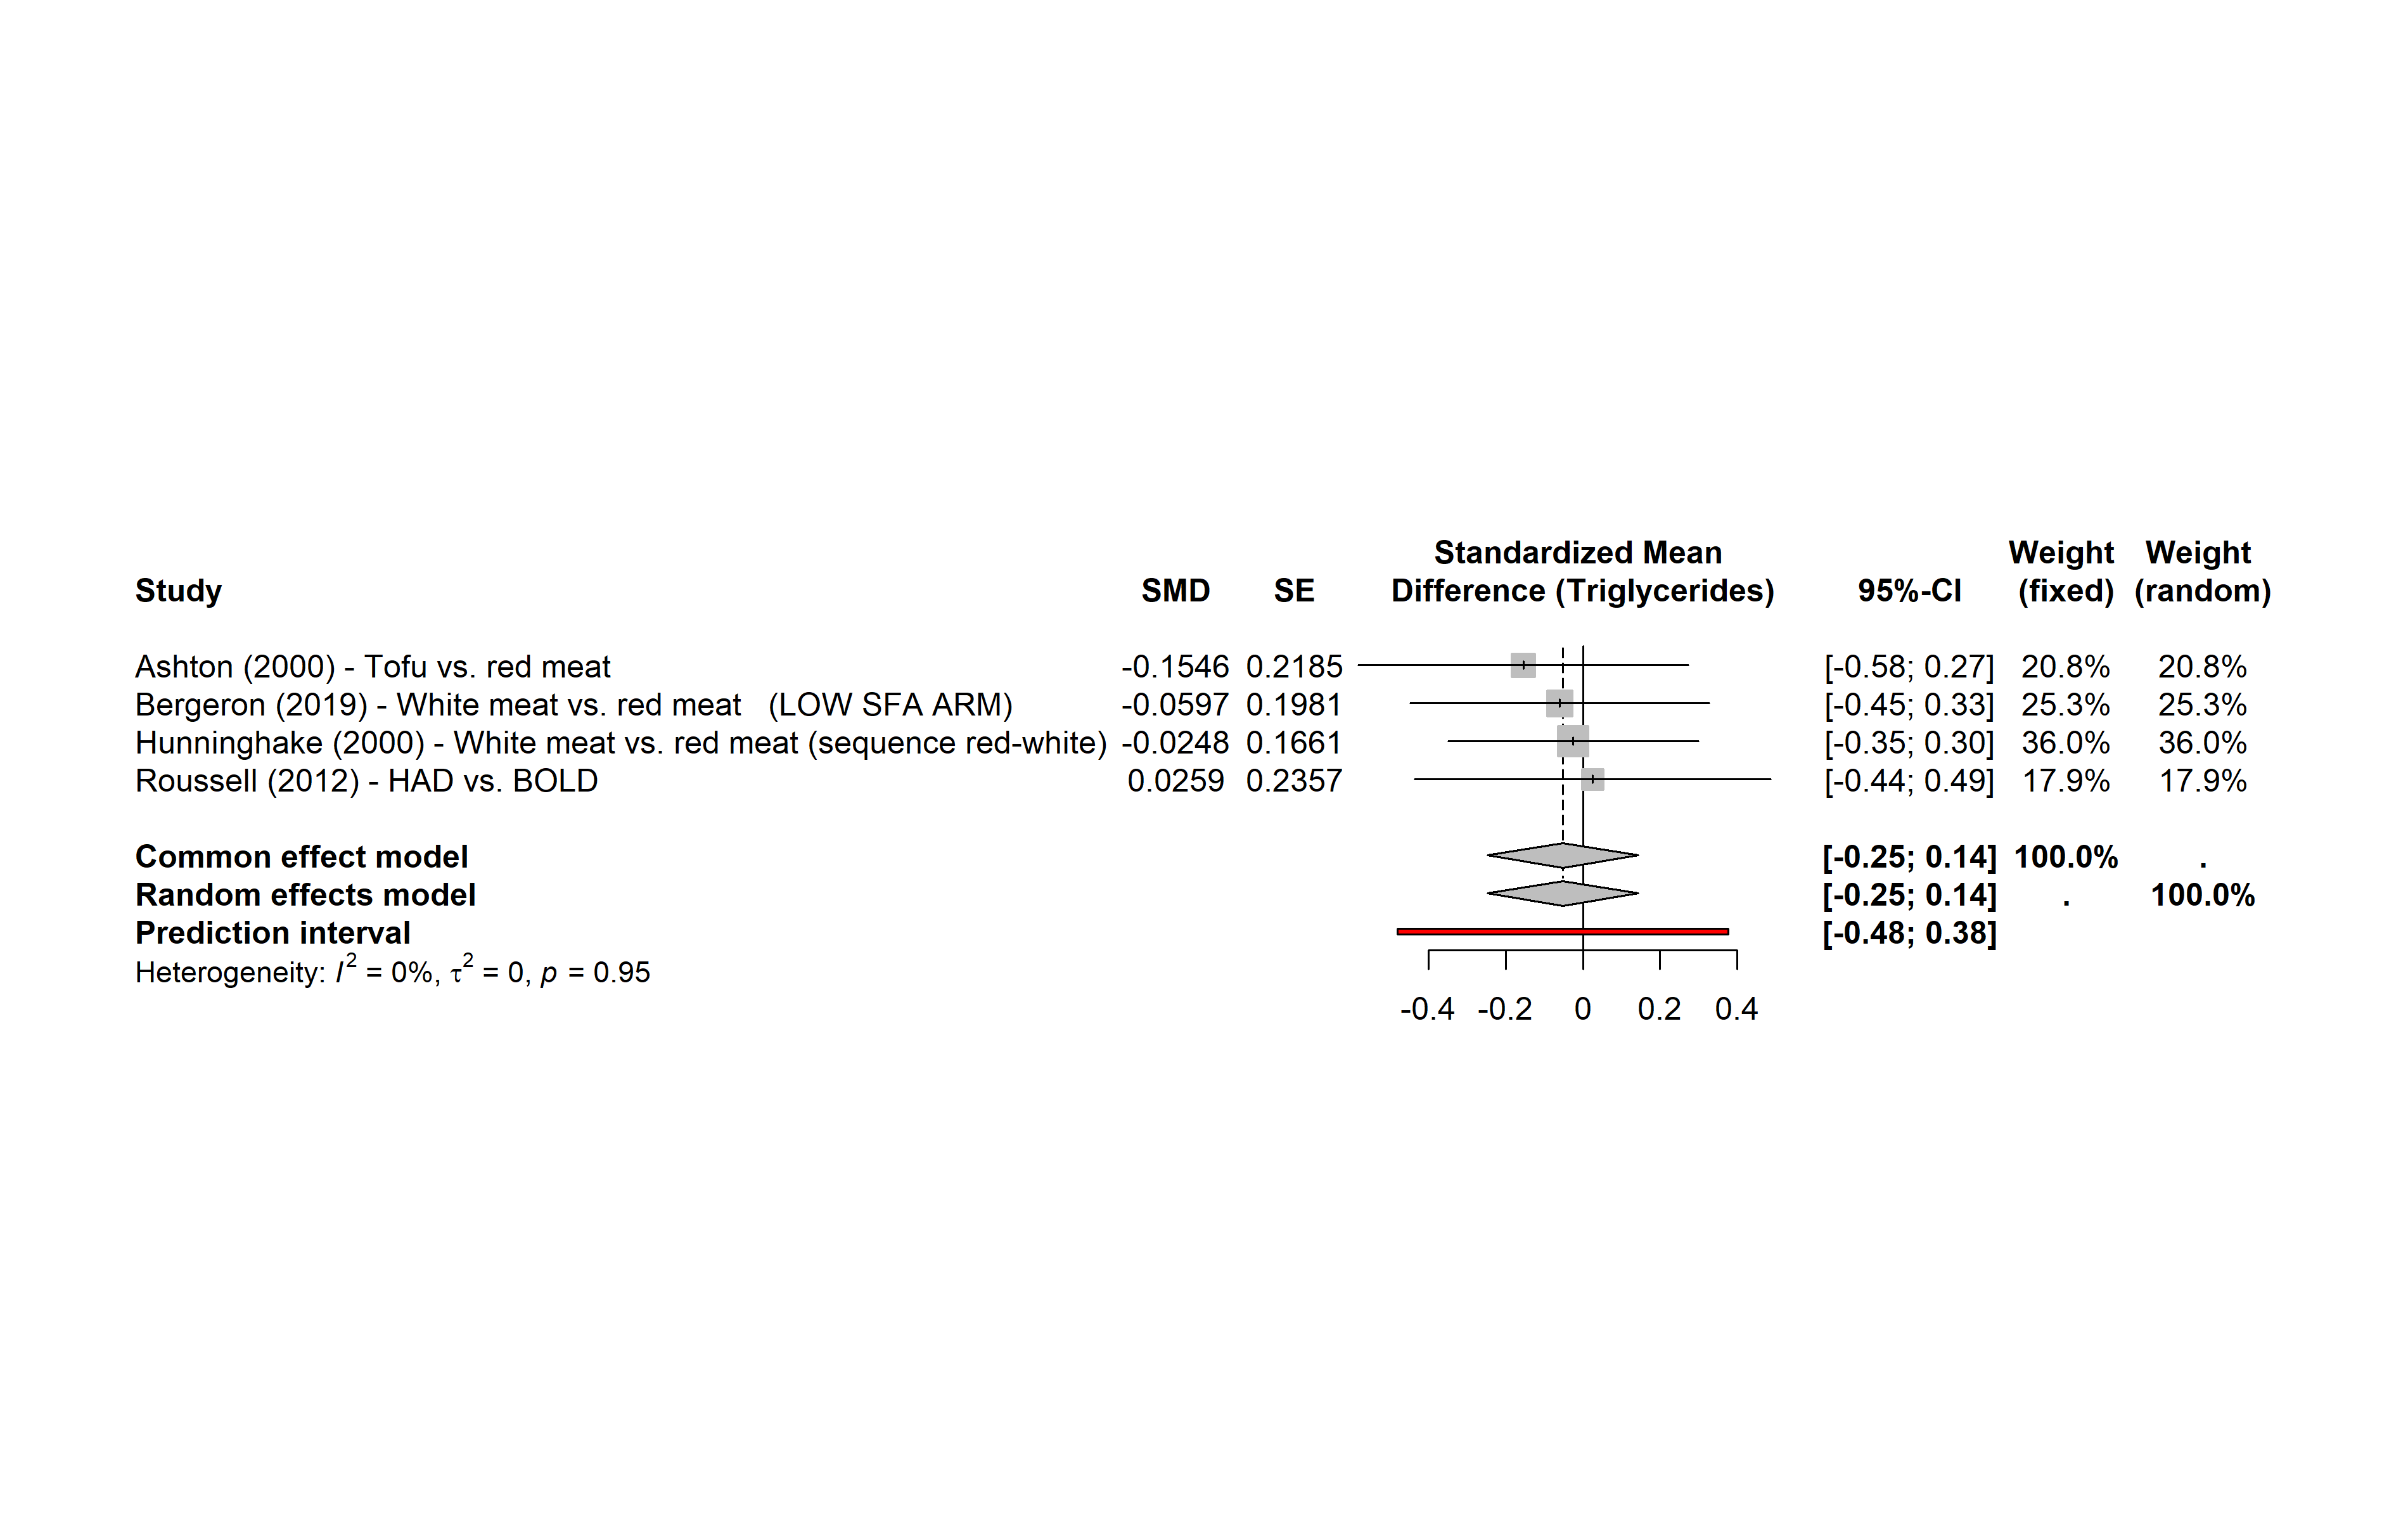 Standardized Mean Weight Weight
Study SMD SE Difference (Triglycerides) 95%-CI (fixed) (random)
Ashton (2000) - Tofu vs. red meat -0.1546 0.2185 [-0.58; 0.27] 20.8% 20.8%
Bergeron (2019) - White meat vs. red meat (LOW SFA ARM) -0.0597 0.1981 [-0.45; 0.33] 25.3% 25.3%
Hunninghake (2000) - White meat vs. red meat (sequence red-white) -0.0248 0.1661 [-0.35; 0.30] 36.0% 36.0%
Roussell (2012) - HAD vs. BOLD 0.0259 0.2357 [-0.44; 0.49] 17.9% 17.9%
Common effect model [-0.25; 0.14] 100.0% .
Random effects model [-0.25; 0.14] . 100.0%
Prediction interval [-0.48; 0.38]
Heterogeneity: I² = 0%, τ² = 0, p = 0.95
-0.4 -0.2 0 0.2 0.4